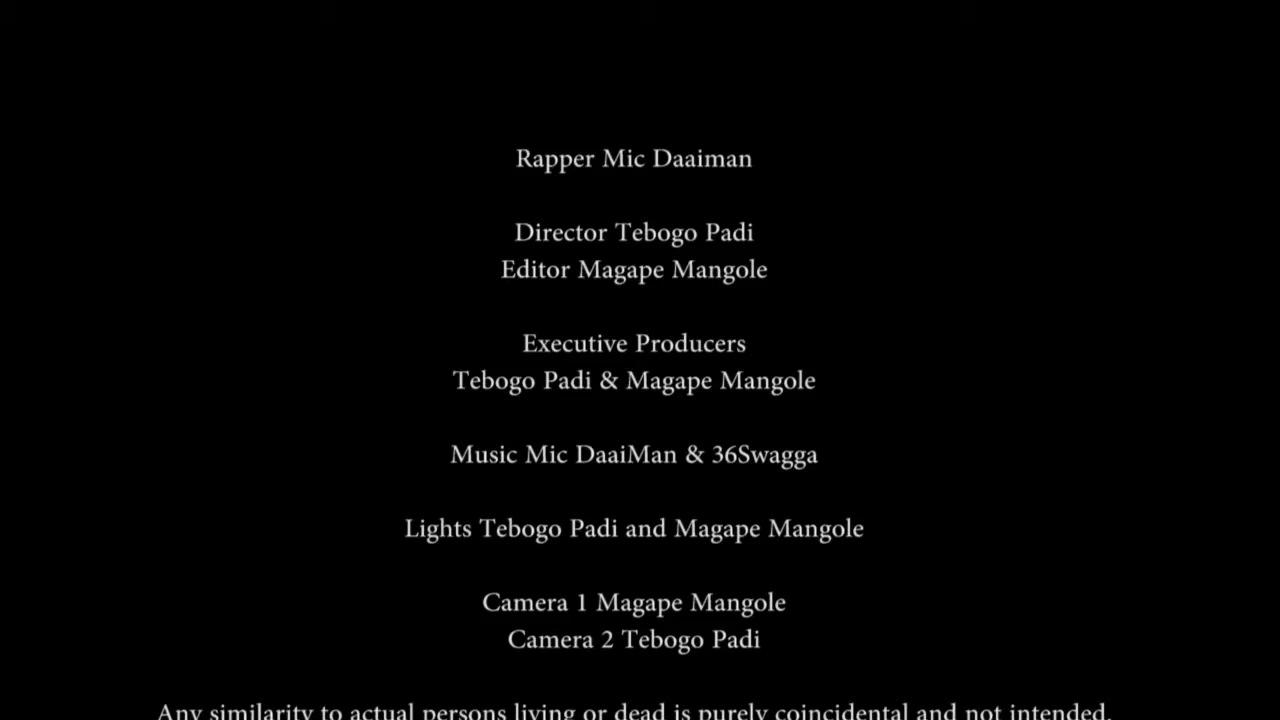 Rapper Mic Daaiman
Director Tebogo Padi
Editor Magape Mangole
Executive Producers
Tebogo Padi & Magape Mangole
Music Mic DaaiMan & 36Swagga
Lights Tebogo Padi and Magape Mangole
Camera 1 Magape Mangole
Camera 2 Tebogo Padi
Any similarity to actual persons living or dead is purely coincidental and not intended.